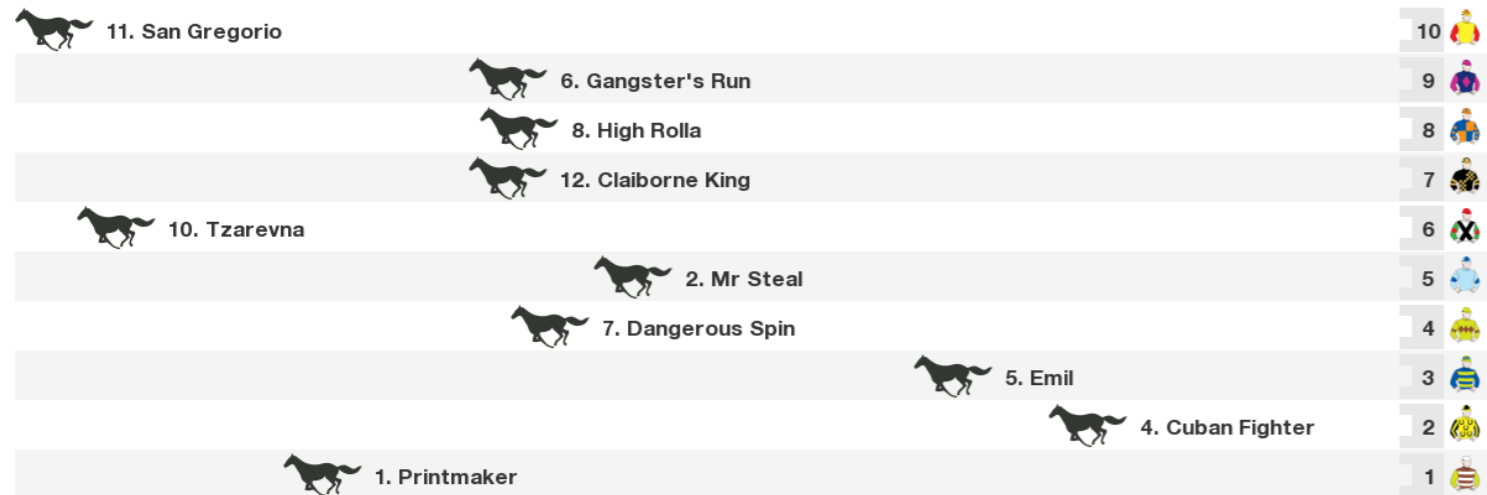 11. San Gregorio 10
6. Gangster's Run 9
8. High Rolla 8
12. Claiborne King 7
10. Tzarevna 6
2. Mr Steal 5
7. Dangerous Spin 4
5. Emil 3
4. Cuban Fighter 2
1. Printmaker 1